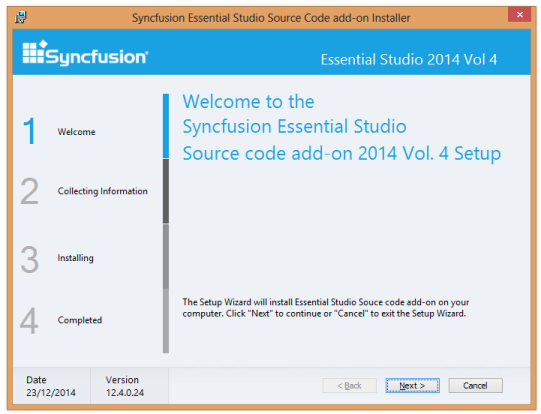 Syncfusion Essential Studio Source Code add-on Installer
Syncfusion
Essential Studio 2014 Vol 4
1 Welcome
2 Collecting Information
3 Installing
4 Completed
Welcome to the
Syncfusion Essential Studio
Source code add-on 2014 Vol. 4 Setup
The Setup Wizard will install Essential Studio Souce code add-on on your
computer. Click "Next" to continue or "Cancel" to exit the Setup Wizard.
Date Version
23/12/2014 12.4.0.24
< Back Next > Cancel